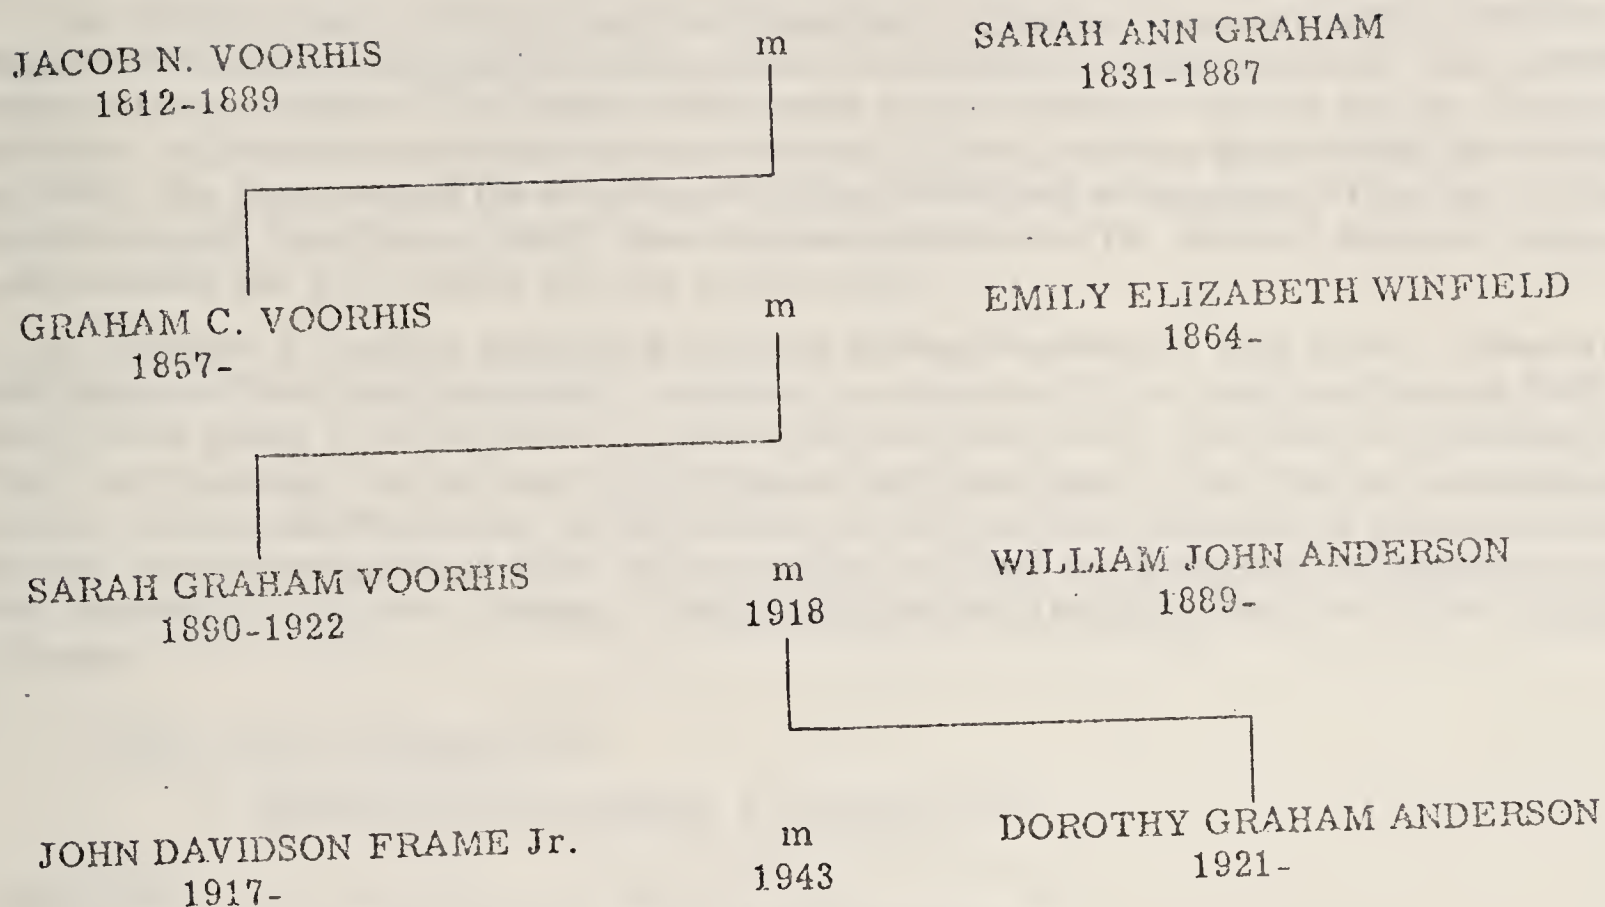 JACOB N. VOORHIS m SARAH ANN GRAHAM
1812-1889 1831-1887
GRAHAM C. VOORHIS m EMILY ELIZABETH WINFIELD
1857- 1864-
SARAH GRAHAM VOORHIS m WILLIAM JOHN ANDERSON
1890-1922 1918 1889-
JOHN DAVIDSON FRAME Jr. m DOROTHY GRAHAM ANDERSON
1917- 1943 1921-